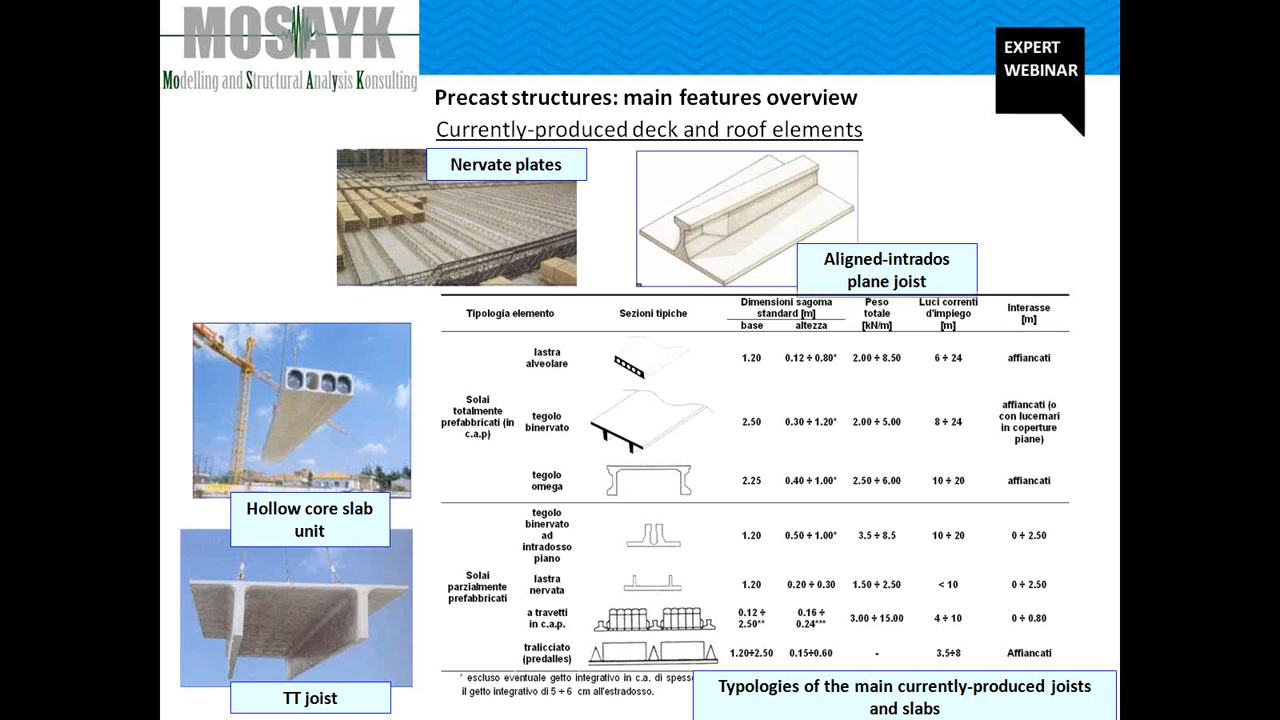 MOSAYK
Modelling and Structural Analysis Konsulting
EXPERT
WEBINAR
Precast structures: main features overview
Currently-produced deck and roof elements
Nervate plates
Aligned-intrados
plane joist
Hollow core slab
unit
TT joist
Tipologia elemento
Sezioni tipiche
Dimensioni sagoma
standard [m]
base altezza
Peso
totale
[kN/m]
Luci correnti
d'impiego
[m]
Interasse
[m]
Solai
totalmente
prefabbricati (in
c.a.p)
lastra
alveolare
1.20 0.12 ÷ 0.80* 2.00 ÷ 8.50 6 ÷ 24 affiancati
tegolo
binervato
2.50 0.30 ÷ 1.20* 2.00 ÷ 5.00 8 ÷ 24
affiancati (o
con lucernari
in coperture
piane)
tegolo
omega
2.25 0.40 ÷ 1.00* 2.50 ÷ 6.00 10 ÷ 20 affiancati
Solai
parzialmente
prefabbricati
tegolo
binervato
ad
intradosso
piano
1.20 0.50 ÷ 1.00* 3.5 ÷ 8.5 10 ÷ 20 0 ÷ 2.50
lastra
nervata
1.20 0.20 ÷ 0.30 1.50 ÷ 2.50 < 10 0 ÷ 2.50
a travetti
in c.a.p.
0.12 ÷
2.50**
0.16 ÷
0.24***
3.00 ÷ 15.00 4 ÷ 10 0 ÷ 0.80
tralicciato
(predalles)
1.20÷2.50 0.15÷0.60 - 3.5÷8 Affiancati
* escluso eventuale getto integrativo in c.a. di
il getto integrativo di 5 ÷ 6 cm all'estradosso.
Typologies of the main currently-produced joists
and slabs